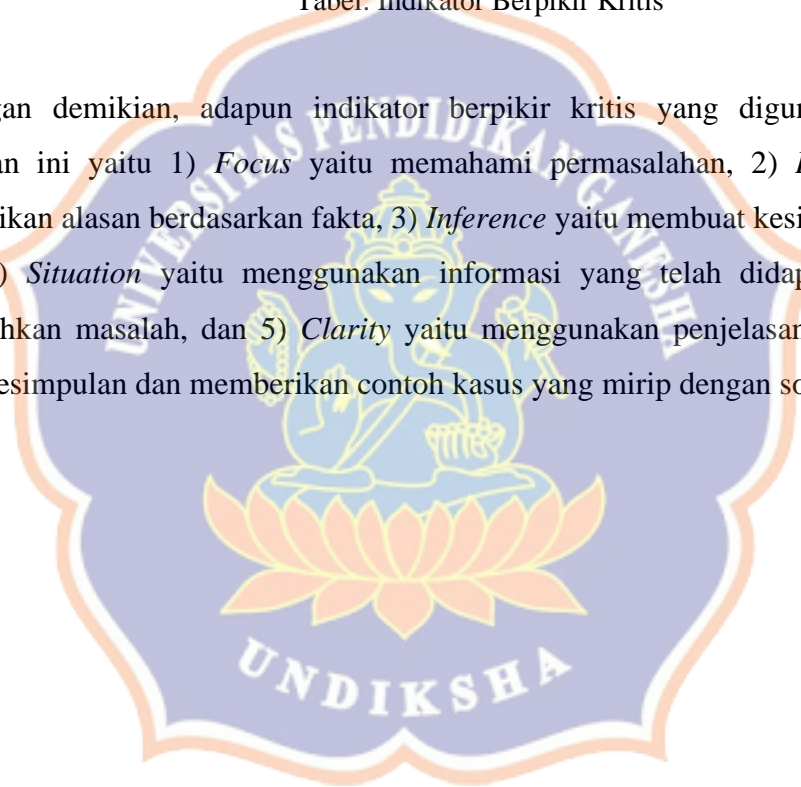 Tabel. Indikator Berpikir Kritis
gan demikian, adapun indikator berpikir kritis yang digun
an ini yaitu 1) Focus yaitu memahami permasalahan, 2)
ikan alasan berdasarkan fakta, 3) Inference yaitu membuat kesi
) Situation yaitu menggunakan informasi yang telah didap
hkan masalah, dan 5) Clarity yaitu menggunakan penjelasan
esimpulan dan memberikan contoh kasus yang mirip dengan so
UNIVERSITAS PENDIDIKAN GANESHA
UNDIKSHA